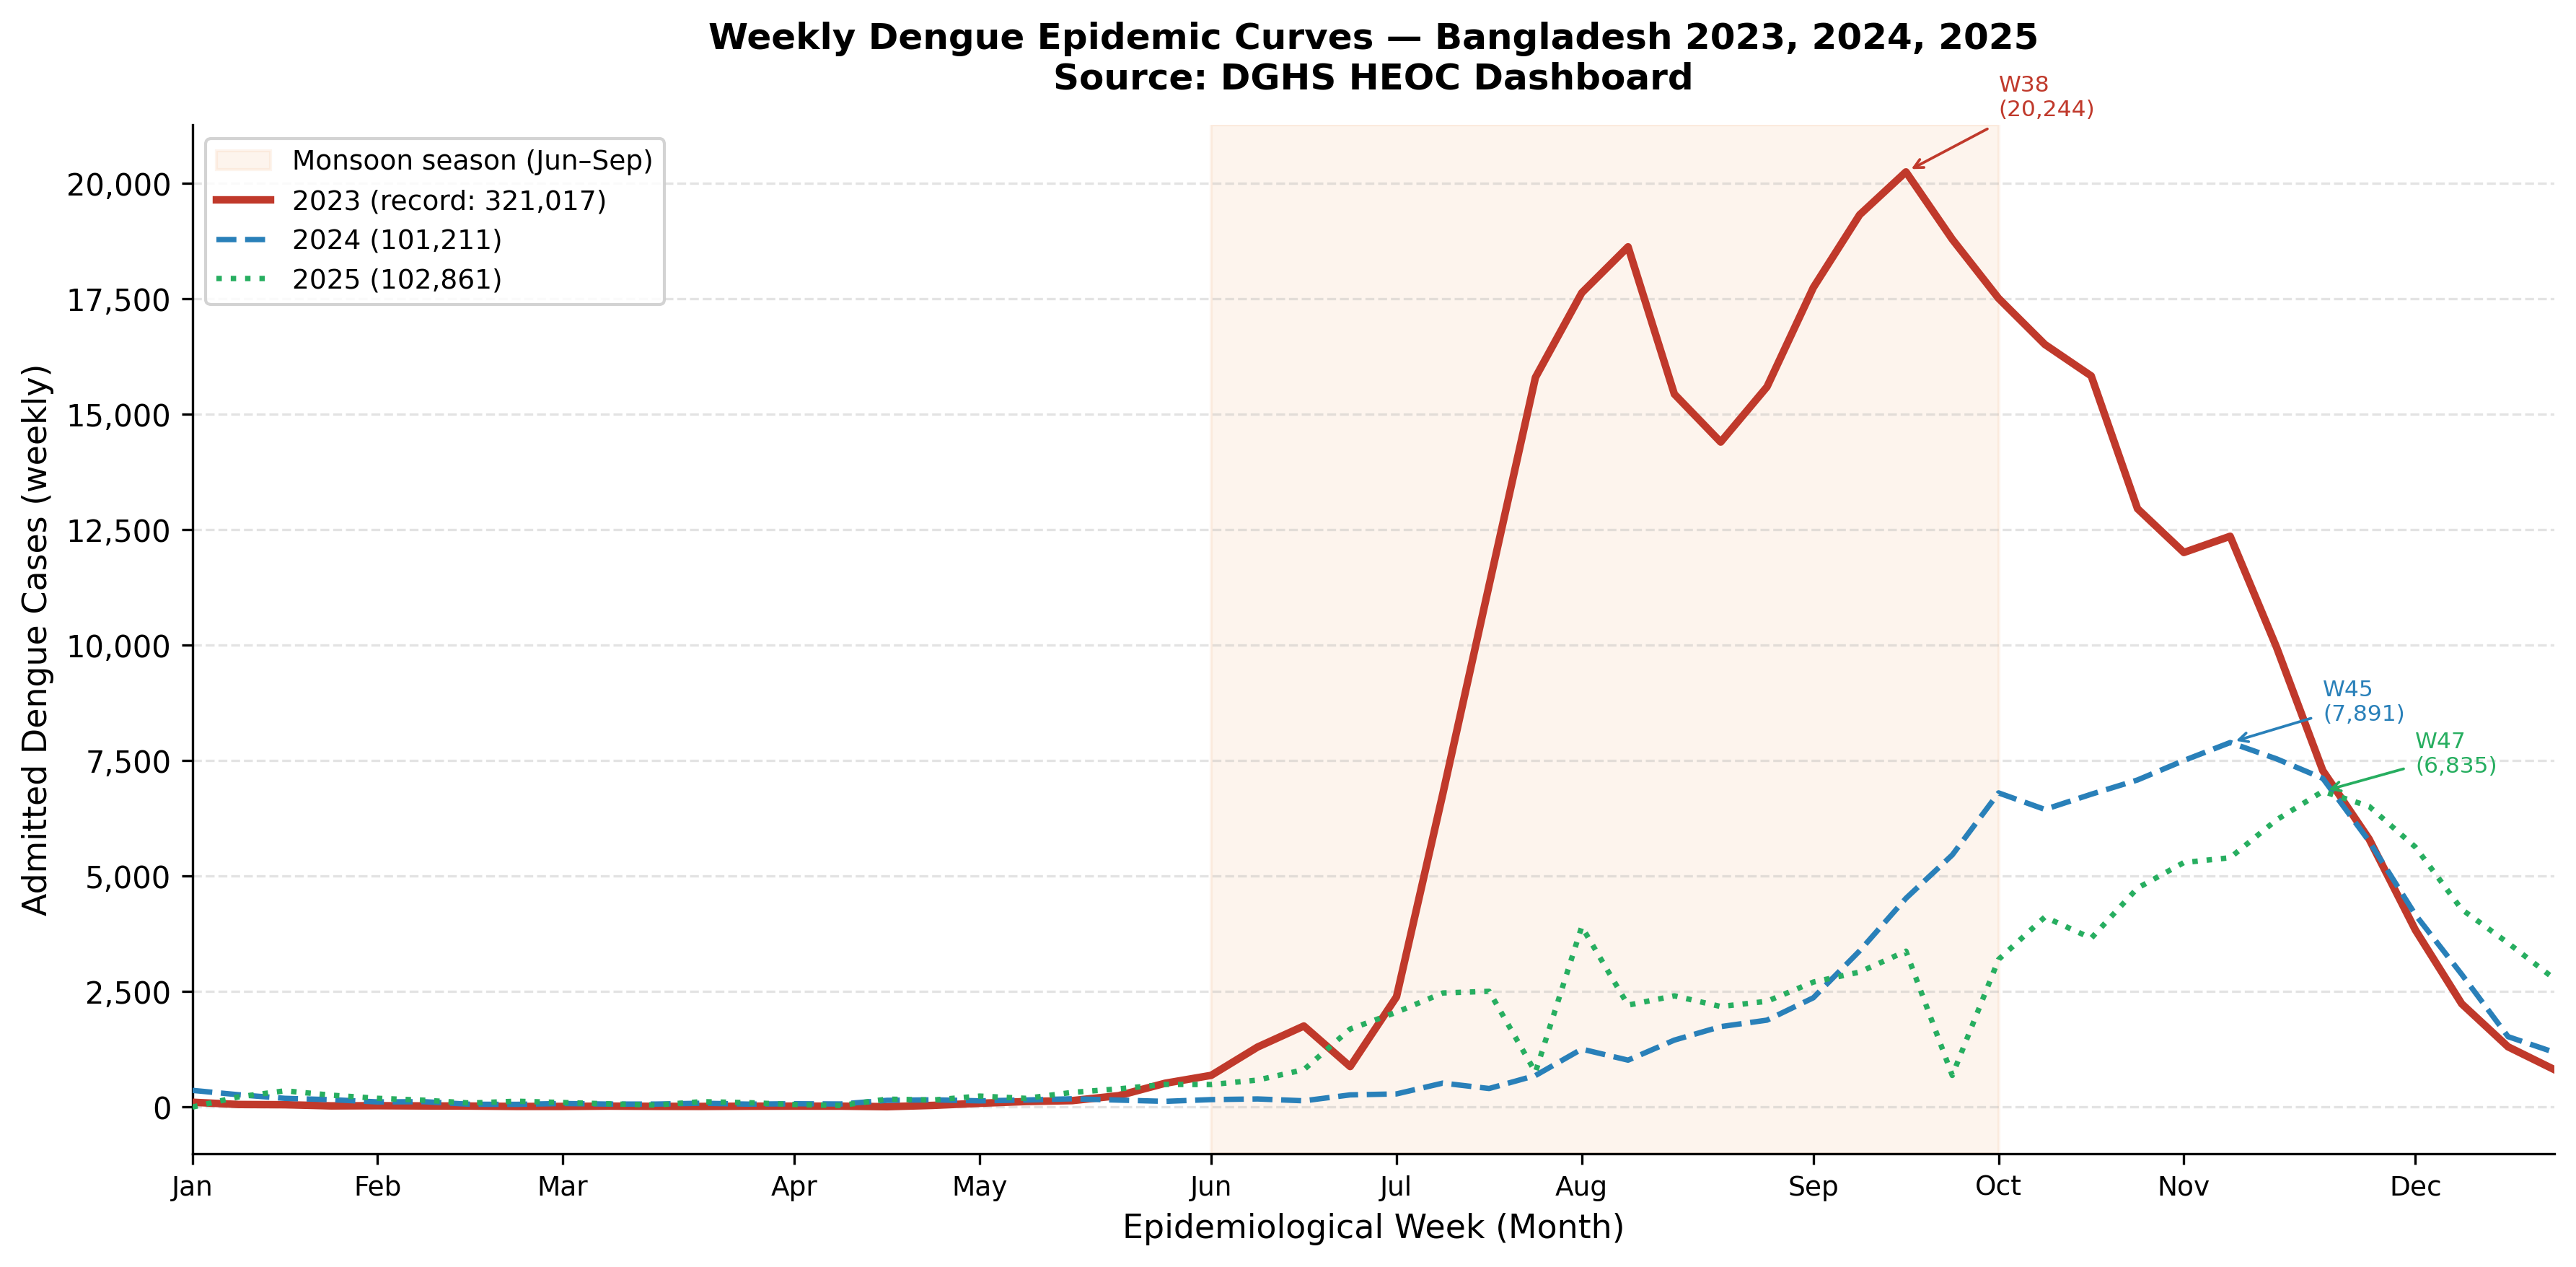 Weekly Dengue Epidemic Curves — Bangladesh 2023, 2024, 2025
Source: DGHS HEOC Dashboard
W38
(20,244)
Monsoon season (Jun–Sep)
2023 (record: 321,017)
2024 (101,211)
2025 (102,861)
Admitted Dengue Cases (weekly)
20,000
17,500
15,000
12,500
10,000
7,500
5,000
2,500
0
W45
(7,891)
W47
(6,835)
Jan Feb Mar Apr May Jun Jul Aug Sep Oct Nov Dec
Epidemiological Week (Month)